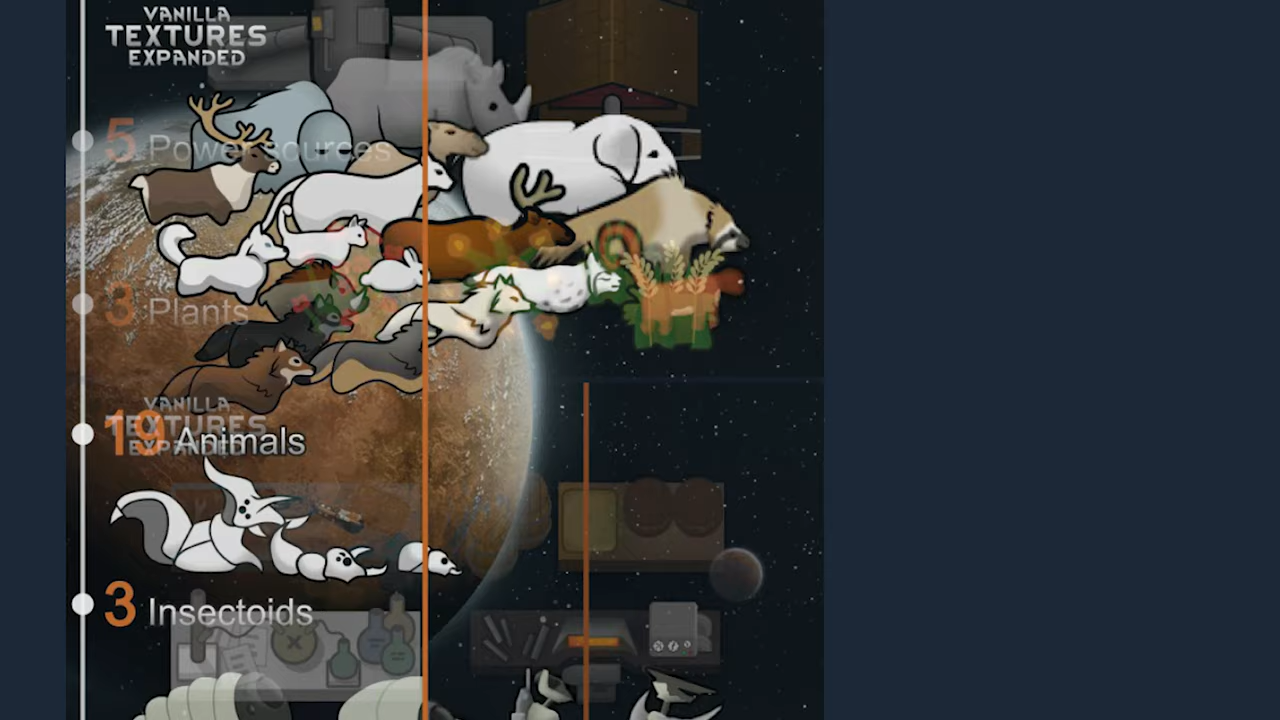 VANILLA
TEXTURES
EXPANDED
5 Power sources
3 Plants
VANILLA
TEXTURES
EXPANDED
19 Animals
3 Insectoids